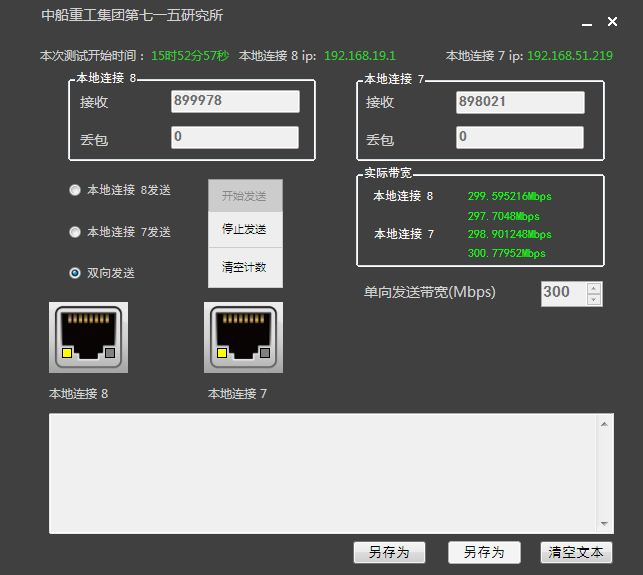 中船重工集团第七一五研究所
本次测试开始时间： 15时52分57秒 本地连接 8 ip: 192.168.19.1 本地连接 7 ip: 192.168.51.219
本地连接 8
接收 899978
丢包 0
本地连接 7
接收 898021
丢包 0
本地连接 8发送
本地连接 7发送
双向发送
开始发送
停止发送
清空计数
实际带宽
本地连接 8 299.595216Mbps
297.7048Mbps
本地连接 7 298.901248Mbps
300.77952Mbps
单向发送带宽(Mbps) 300
本地连接 8
本地连接 7
另存为 另存为 清空文本